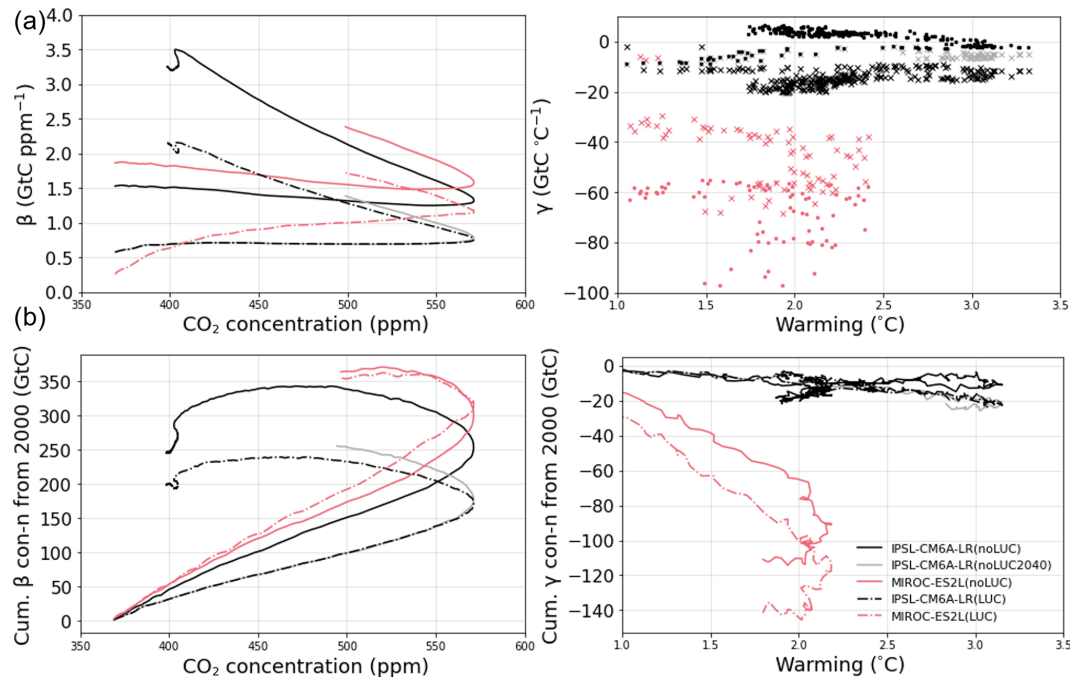 (a)
4.0
3.5
3.0
2.5
2.0
1.5
1.0
0.5
0.0
β (GtC ppm⁻¹)
350 400 450 500 550 600
CO₂ concentration (ppm)
0
−20
−40
−60
−80
−100
γ (GtC °C⁻¹)
1.0 1.5 2.0 2.5 3.0 3.5
Warming (°C)
(b)
350
300
250
200
150
100
50
0
Cum. β con-n from 2000 (GtC)
350 400 450 500 550 600
CO₂ concentration (ppm)
0
−20
−40
−60
−80
−100
−120
−140
Cum. γ con-n from 2000 (GtC)
IPSL-CM6A-LR(noLUC)
IPSL-CM6A-LR(noLUC2040)
MIROC-ES2L(noLUC)
IPSL-CM6A-LR(LUC)
MIROC-ES2L(LUC)
1.0 1.5 2.0 2.5 3.0 3.5
Warming (°C)